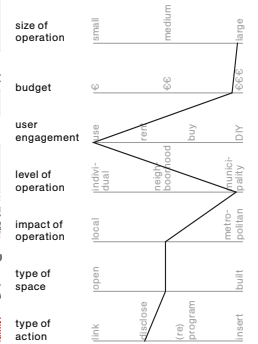 size of
operation
small
medium
large
budget
€
€€
€€€
user
engagement
use
rent
buy
DIY
level of
operation
indivi-
dual
neigh-
boorhood
munici-
pality
impact of
operation
local
metro-
politan
type of
space
open
built
type of
action
link
disclose
(re)
program
insert